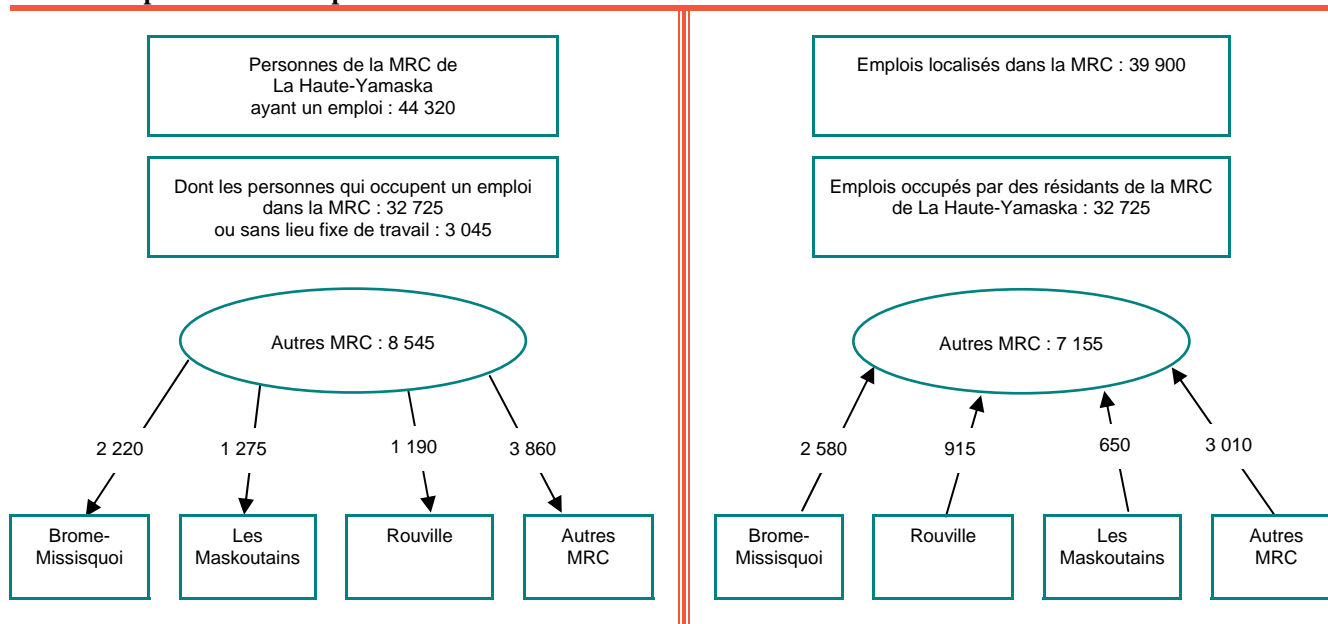 Personnes de la MRC de
La Haute-Yamaska
ayant un emploi : 44 320
Dont les personnes qui occupent un emploi
dans la MRC : 32 725
ou sans lieu fixe de travail : 3 045
Autres MRC : 8 545
2 220
1 275
1 190
3 860
Brome-
Missisquoi
Les
Maskoutains
Rouville
Autres
MRC
Emplois localisés dans la MRC : 39 900
Emplois occupés par des résidants de la MRC
de La Haute-Yamaska : 32 725
Autres MRC : 7 155
2 580
915
650
3 010
Brome-
Missisquoi
Rouville
Les
Maskoutains
Autres
MRC